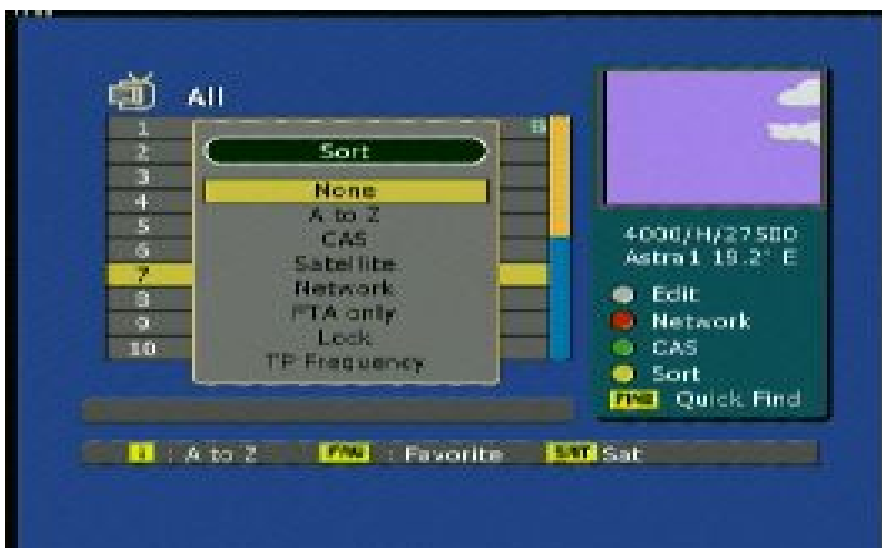 All
1
2
3
4
5
6
7
8
9
10
Sort
None
A to Z
CAS
Satellite
Network
FTA only
Lock
TP Frequency
4000/H/27500
Astra 1 19.2° E
Edit
Network
CAS
Sort
FIND Quick Find
i : A to Z FAV : Favorite SAT Sat